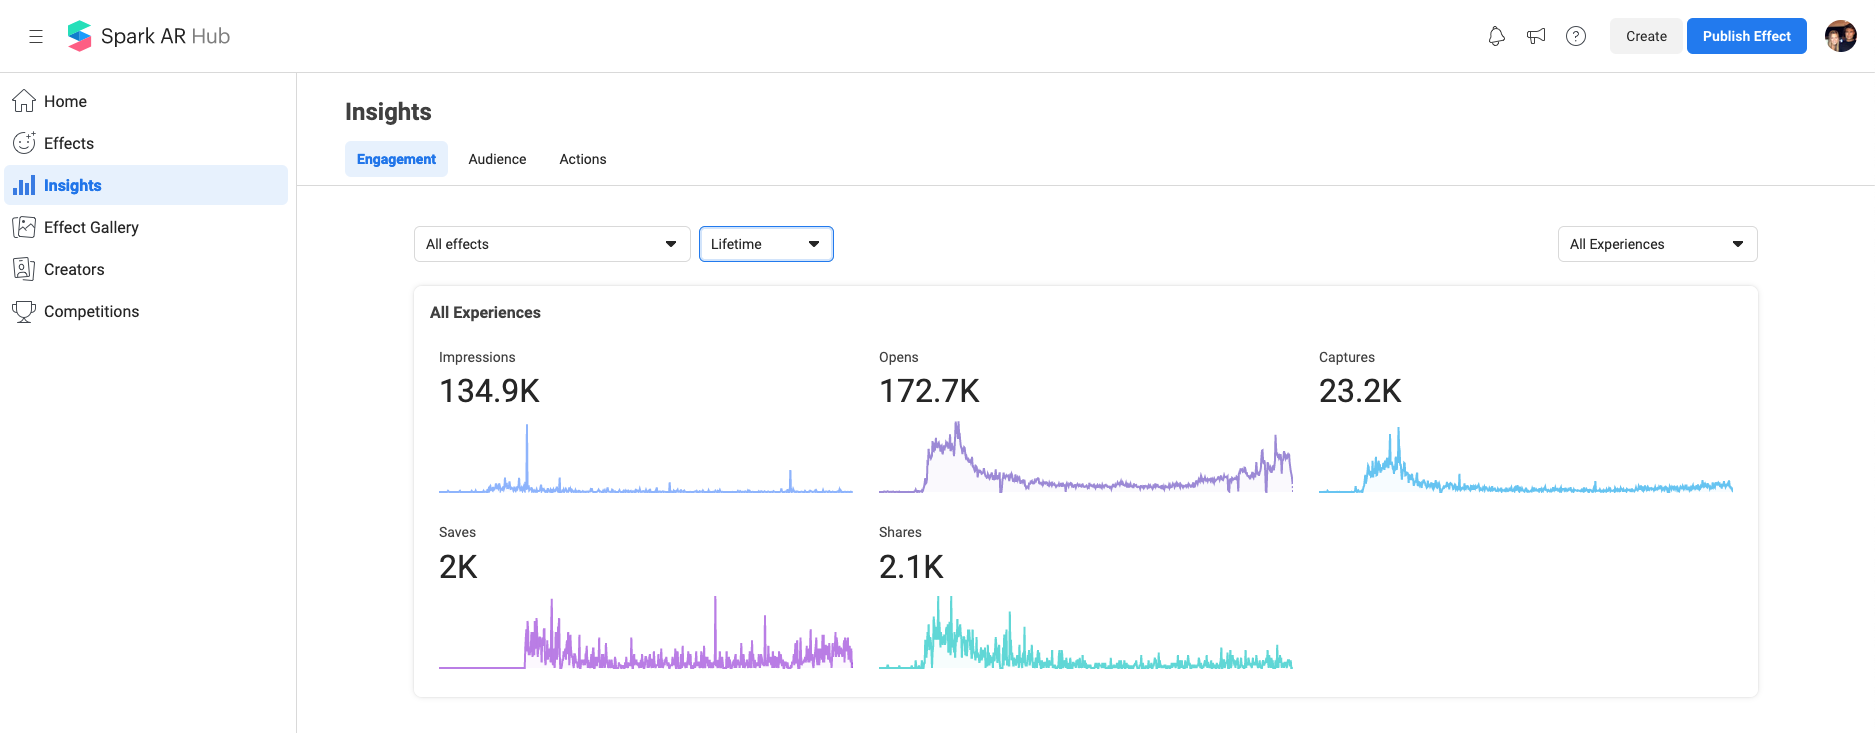 Spark AR Hub
?
Create
Publish Effect
Home
Effects
Insights
Effect Gallery
Creators
Competitions
Insights
Engagement
Audience
Actions
All effects
Lifetime
All Experiences
All Experiences
Impressions
134.9K
Opens
172.7K
Captures
23.2K
Saves
2K
Shares
2.1K